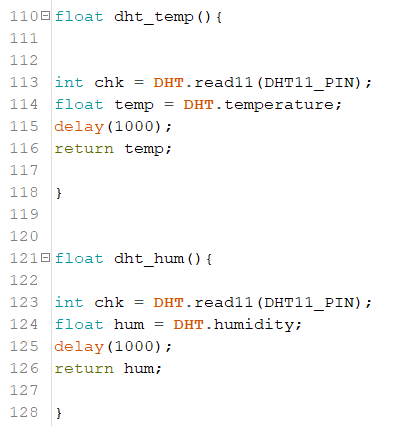 110 float dht_temp(){
111
112
113 int chk = DHT.read11(DHT11_PIN);
114 float temp = DHT.temperature;
115 delay(1000);
116 return temp;
117
118 }
119
120
121 float dht_hum(){
122
123 int chk = DHT.read11(DHT11_PIN);
124 float hum = DHT.humidity;
125 delay(1000);
126 return hum;
127
128 }